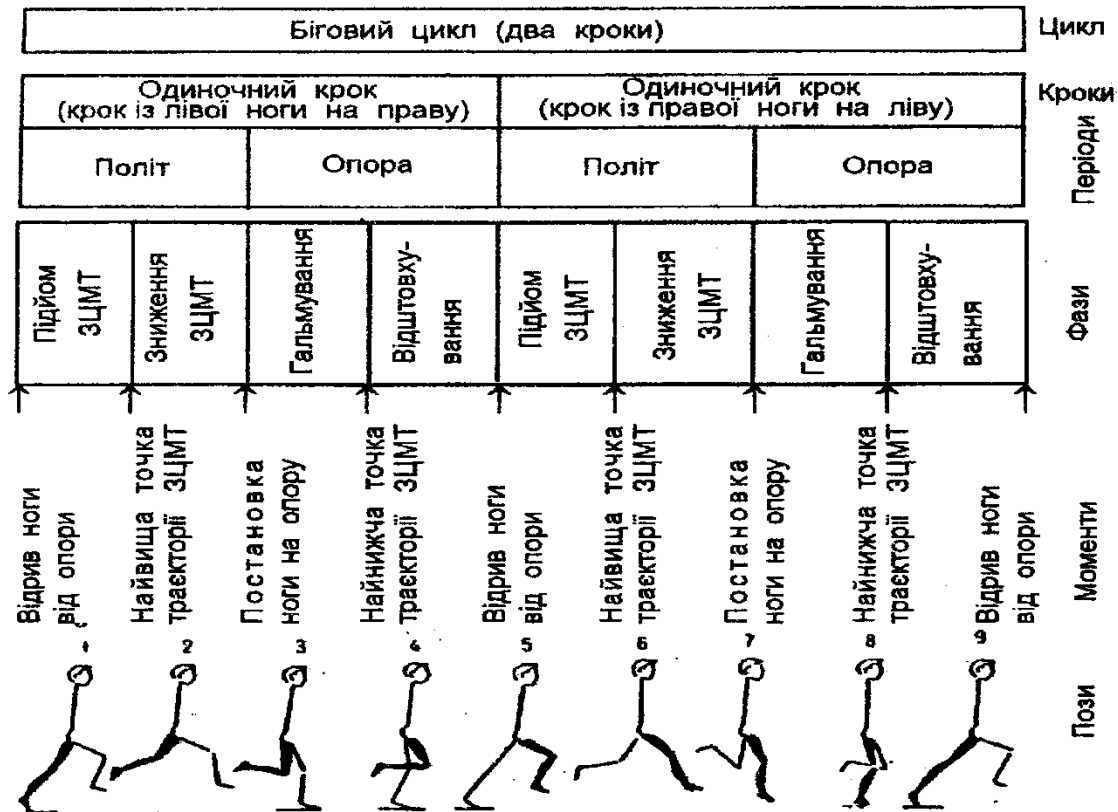 Біговий цикл (два кроки)
Цикл
Одиночний крок
(крок із лівої ноги на праву)
Одиночний крок
(крок із правої ноги на ліву)
Кроки
Політ
Опора
Політ
Опора
Періоди
Підйом
ЗЦМТ
Зниження
ЗЦМТ
Гальмування
Відштовху-
вання
Підйом
ЗЦМТ
Зниження
ЗЦМТ
Гальмування
Відштовху-
вання
Фази
Відрив ноги
від опори
Найвища точка
траєкторії ЗЦМТ
Постановка
ноги на опору
Найнижча точка
траєкторії ЗЦМТ
Відрив ноги
від опори
Найвища точка
траєкторії ЗЦМТ
Постановка
ноги на опору
Найнижча точка
траєкторії ЗЦМТ
Відрив ноги
від опори
Моменти
1 2 3 4 5 6 7 8 9
Пози